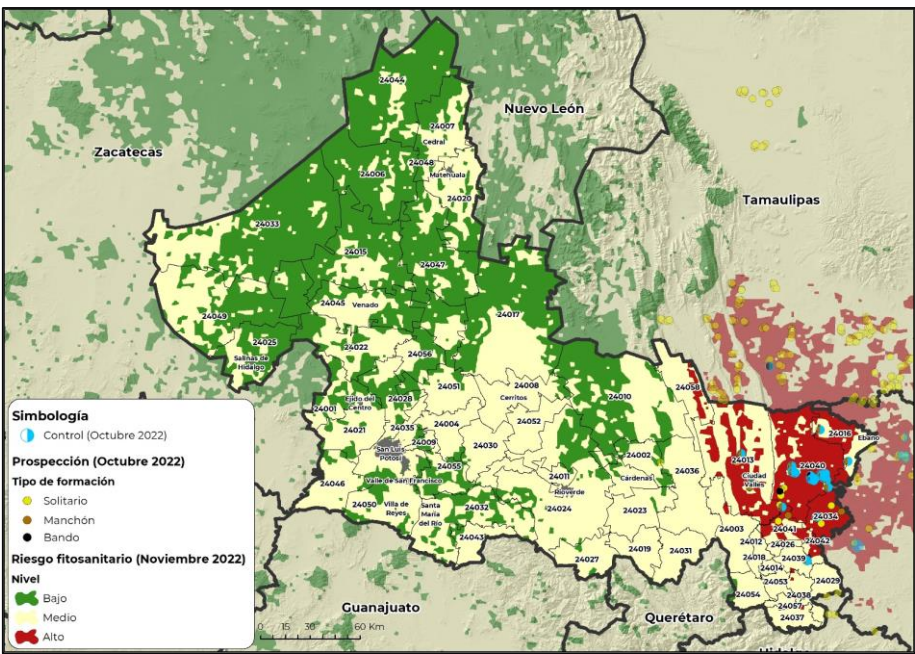 Nuevo León
Zacatecas
Tamaulipas
24044
24007
Cedral
24048
24006
Matehuala
24020
24033
24015
24047
24045
Venado
24017
24049
24025
24022
24056
Salinas de
Hidalgo
24058
24051
24008
24010
Cerritos
Ejido del
Centro
24028
24001
24004
24052
24021
24035
24009
24030
San Luis
Potosí
24002
24013
24016
Ebano
24040
24055
24011
Cárdenas
24036
Ciudad
Valles
24046
Valle de San Francisco
Rioverde
24050
Villa de
Reyes
Santa
María
del Río
24032
24024
24023
24034
24003
24041
24043
24012
24026
24042
24027
24019
24031
24018
24039
24014
24053
24029
24054
24038
24057
24037
Guanajuato
Querétaro
Hidalgo
0 15 30 60 Km
Simbología
Control (Octubre 2022)
Prospección (Octubre 2022)
Tipo de formación
Solitario
Manchón
Bando
Riesgo fitosanitario (Noviembre 2022)
Nivel
Bajo
Medio
Alto